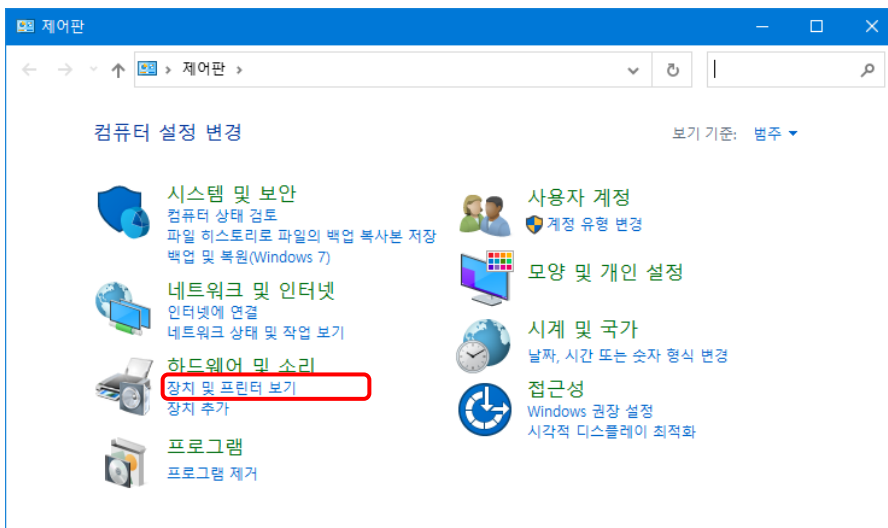 제어판
제어판
컴퓨터 설정 변경
보기 기준: 범주
시스템 및 보안
컴퓨터 상태 검토
파일 히스토리로 파일의 백업 복사본 저장
백업 및 복원(Windows 7)
네트워크 및 인터넷
인터넷에 연결
네트워크 상태 및 작업 보기
하드웨어 및 소리
장치 및 프린터 보기
장치 추가
프로그램
프로그램 제거
사용자 계정
계정 유형 변경
모양 및 개인 설정
시계 및 국가
날짜, 시간 또는 숫자 형식 변경
접근성
Windows 권장 설정
시각적 디스플레이 최적화